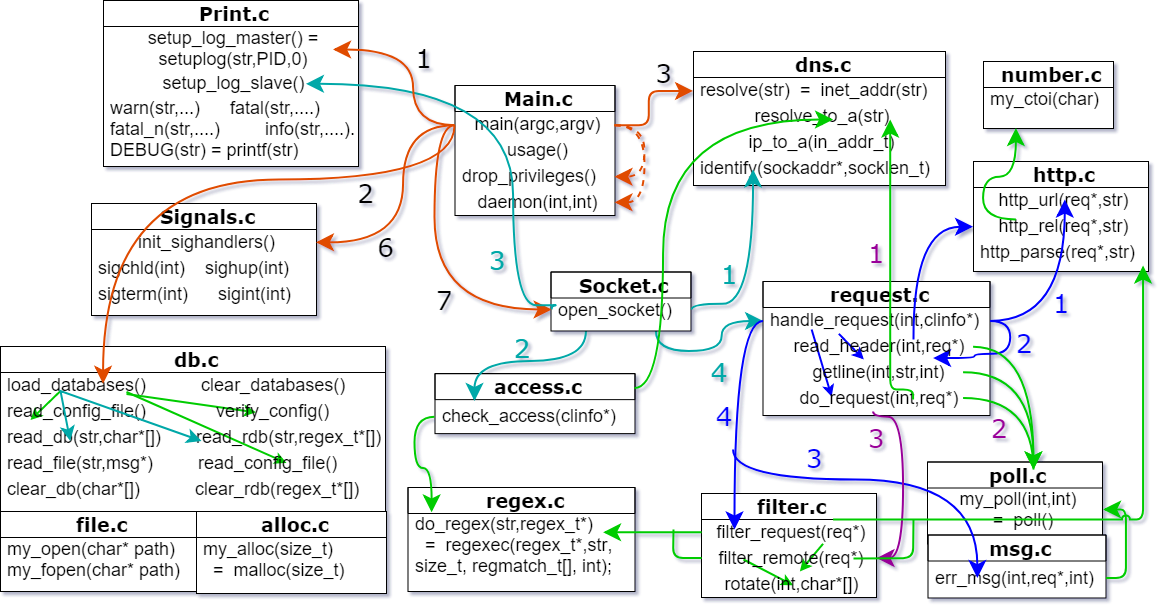 Print.c
setup_log_master() =
setuplog(str,PID,0)
setup_log_slave()
warn(str,...) fatal(str,....)
fatal_n(str,....) info(str,....).
DEBUG(str) = printf(str)
1
Main.c
main(argc,argv)
usage()
drop_privileges()
daemon(int,int)
3
dns.c
resolve(str) = inet_addr(str)
resolve_to_a(str)
ip_to_a(in_addr_t)
identify(sockaddr*,socklen_t)
number.c
my_ctoi(char)
http.c
http_url(req*,str)
http_rel(req*,str)
http_parse(req*,str)
2
Signals.c
init_sighandlers()
sigchld(int) sighup(int)
sigterm(int) sigint(int)
6
7
3
Socket.c
open_socket()
1
1
request.c
handle_request(int,clinfo*)
read_header(int,req*)
getline(int,str,int)
do_request(int,req*)
1
2
2
4
db.c
load_databases() clear_databases()
read_config_file() verify_config()
read_db(str,char*[]) read_rdb(str,regex_t*[])
read_file(str,msg*) read_config_file()
clear_db(char*[]) clear_rdb(regex_t*[])
access.c
check_access(clinfo*)
4
3
2
3
file.c
my_open(char* path)
my_fopen(char* path)
alloc.c
my_alloc(size_t)
= malloc(size_t)
regex.c
do_regex(str,regex_t*)
= regexec(regex_t*,str,
size_t, regmatch_t[], int);
filter.c
filter_request(req*)
filter_remote(req*)
rotate(int,char*[])
poll.c
my_poll(int,int)
= poll()
msg.c
err_msg(int,req*,int)